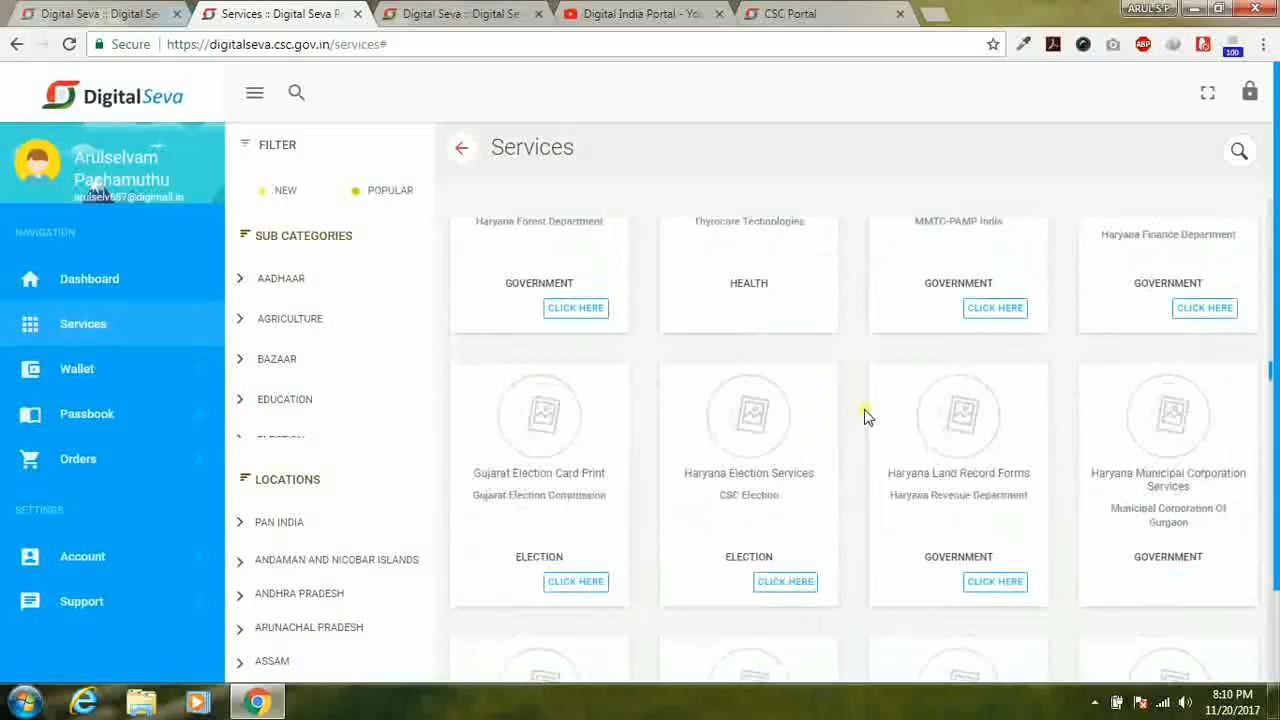 Digital Seva :: Digital Se
Services :: Digital Seva P
Digital Seva :: Digital Se
Digital India Portal - You
CSC Portal
ARUL S P
Secure
https://digitalseva.csc.gov.in/services#
ABP
100
DigitalSeva
Arulselvam
Pachamuthu
arulselv687@digimail.in
NAVIGATION
Dashboard
Services
Wallet
Passbook
Orders
SETTINGS
Account
Support
FILTER
NEW
POPULAR
SUB CATEGORIES
AADHAAR
AGRICULTURE
BAZAAR
EDUCATION
ELECTION
LOCATIONS
PAN INDIA
ANDAMAN AND NICOBAR ISLANDS
ANDHRA PRADESH
ARUNACHAL PRADESH
ASSAM
Services
Haryana Forest Department
GOVERNMENT
CLICK HERE
Thyrocare Technologies
HEALTH
MMTC-PAMP India
GOVERNMENT
CLICK HERE
Haryana Finance Department
GOVERNMENT
CLICK HERE
Gujarat Election Card Print
Gujarat Election Commission
ELECTION
CLICK HERE
Haryana Election Services
CSC Election
ELECTION
CLICK HERE
Haryana Land Record Forms
Haryana Revenue Department
GOVERNMENT
CLICK HERE
Haryana Municipal Corporation
Services
Municipal Corporation Of
Gurgaon
GOVERNMENT
8:10 PM
11/20/2017